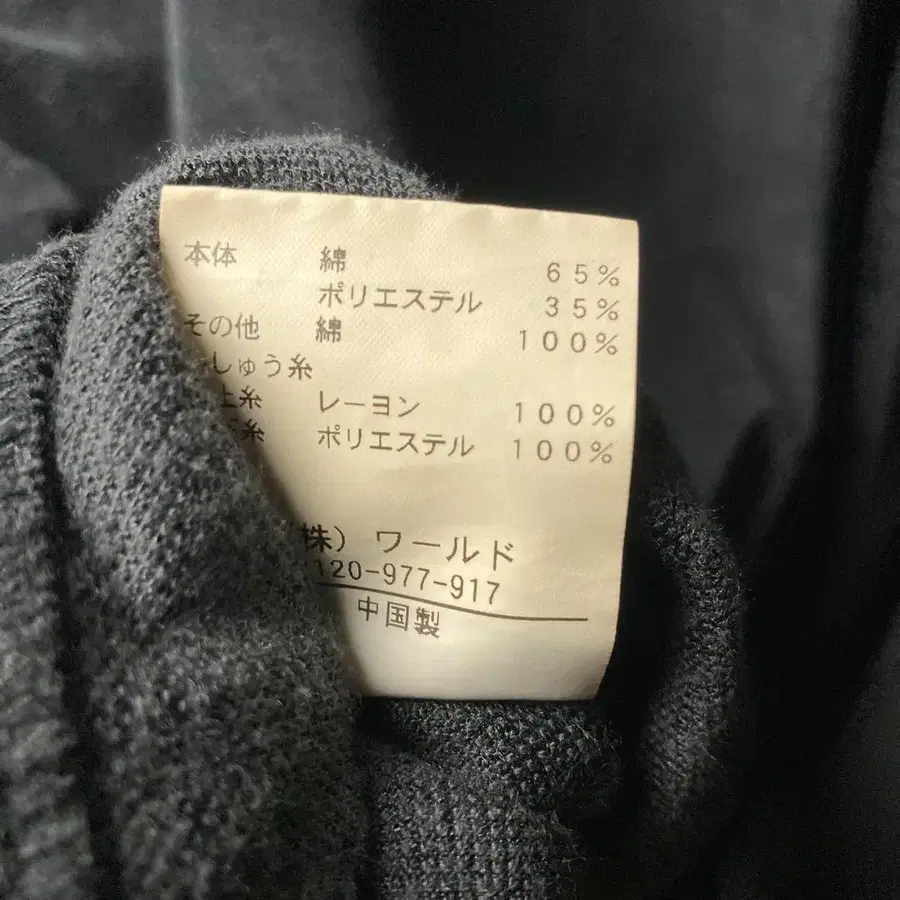 本体 綿 65%
ポリエステル 35%
その他 綿 100%
しゅう糸
上糸 レーヨン 100%
糸 ポリエステル 100%
(株) ワールド
120-977-917
中国製